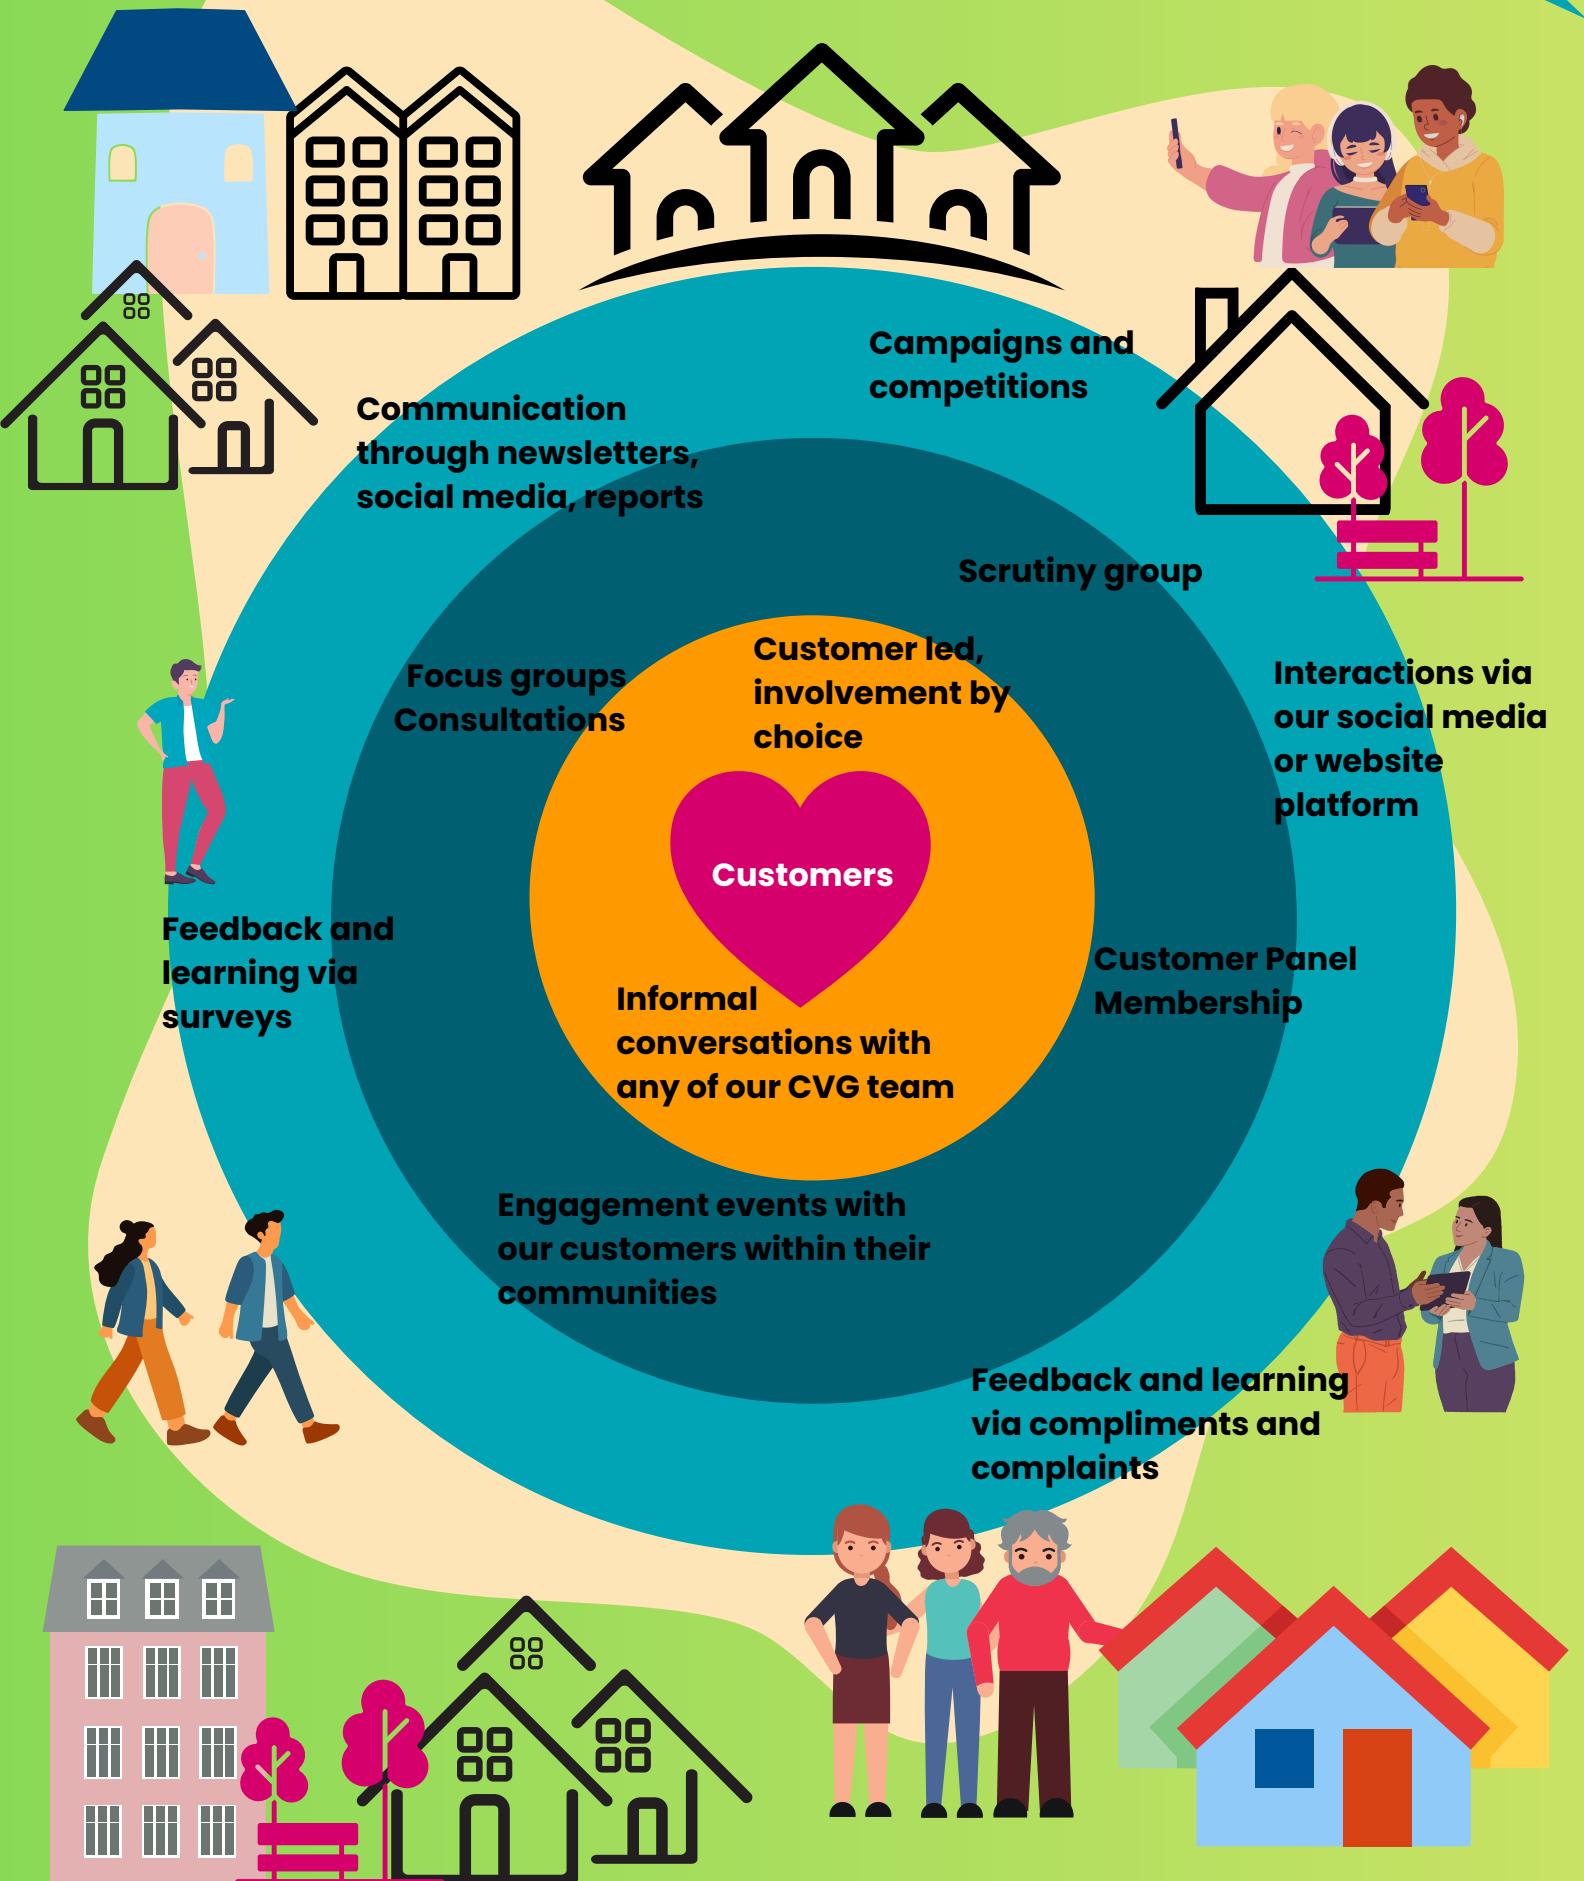 Campaigns and
competitions
Communication
through newsletters,
social media, reports
Scrutiny group
Customer led,
involvement by
choice
Focus groups
Consultations
Interactions via
our social media
or website
platform
Customers
Feedback and
learning via
surveys
Customer Panel
Membership
Informal
conversations with
any of our CVG team
Engagement events with
our customers within their
communities
Feedback and learning
via compliments and
complaints